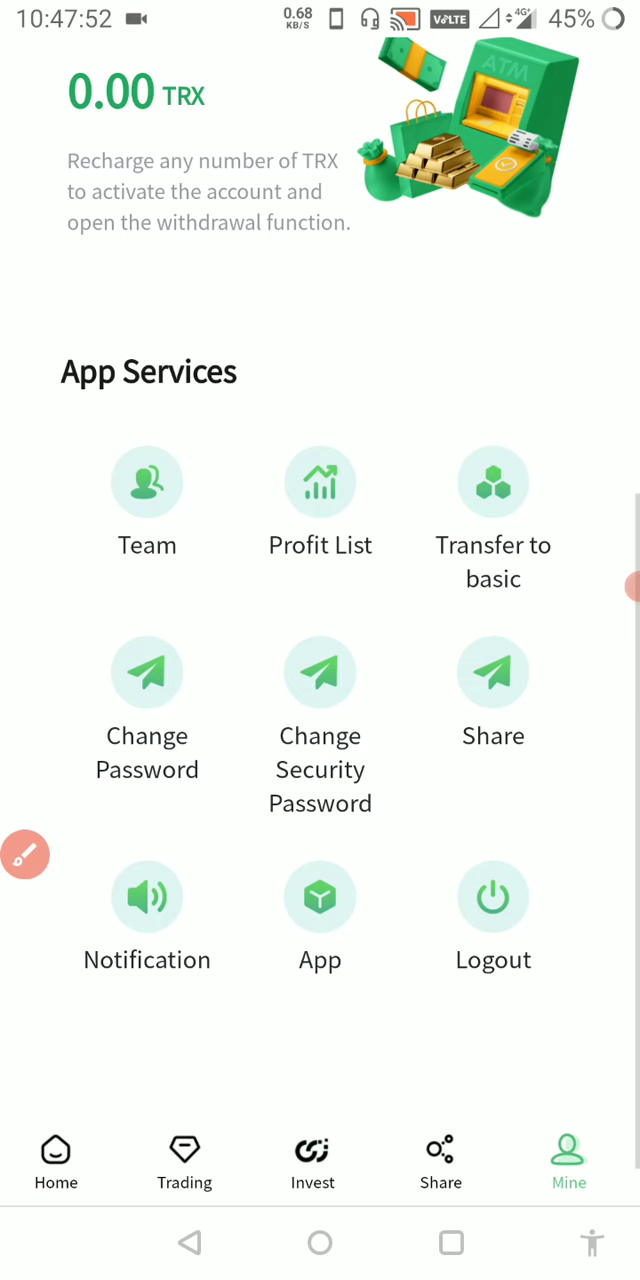 10:47:52 0.68 KB/S VoLTE 4G+ 45%
ATM
0.00 TRX
Recharge any number of TRX
to activate the account and
open the withdrawal function.
App Services
Team Profit List Transfer to
basic
Change Change Share
Password Security
Password
Notification App Logout
Home Trading Invest Share Mine